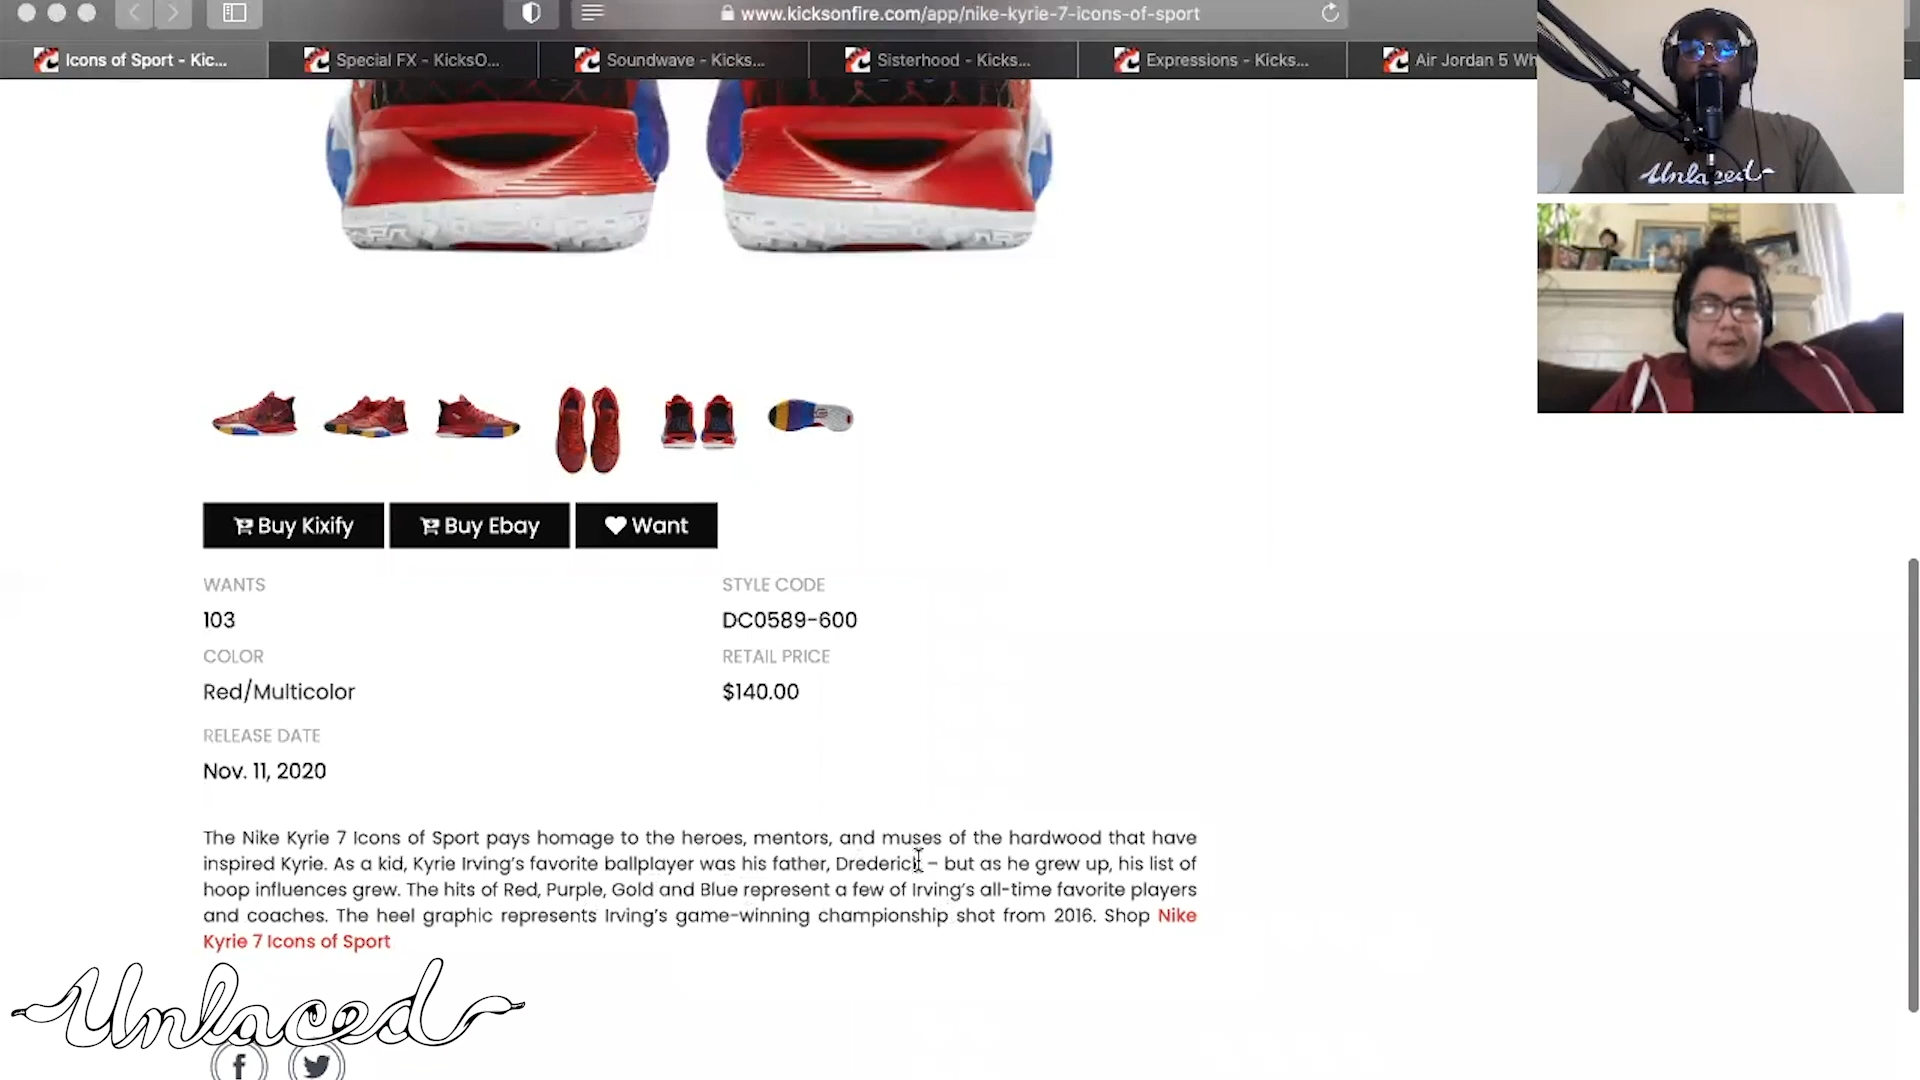 www.kicksonfire.com/app/nike-kyrie-7-icons-of-sport
Icons of Sport - Kic...
Special FX - KicksO...
Soundwave - Kicks...
Sisterhood - Kicks...
Expressions - Kicks...
Air Jordan 5 Wh
Unlaced
Buy Kixify
Buy Ebay
Want
WANTS
103
STYLE CODE
DC0589-600
COLOR
Red/Multicolor
RETAIL PRICE
$140.00
RELEASE DATE
Nov. 11, 2020
The Nike Kyrie 7 Icons of Sport pays homage to the heroes, mentors, and muses of the hardwood that have
inspired Kyrie. As a kid, Kyrie Irving's favorite ballplayer was his father, Drederick – but as he grew up, his list of
hoop influences grew. The hits of Red, Purple, Gold and Blue represent a few of Irving's all-time favorite players
and coaches. The heel graphic represents Irving's game-winning championship shot from 2016. Shop Nike
Kyrie 7 Icons of Sport
Unlaced